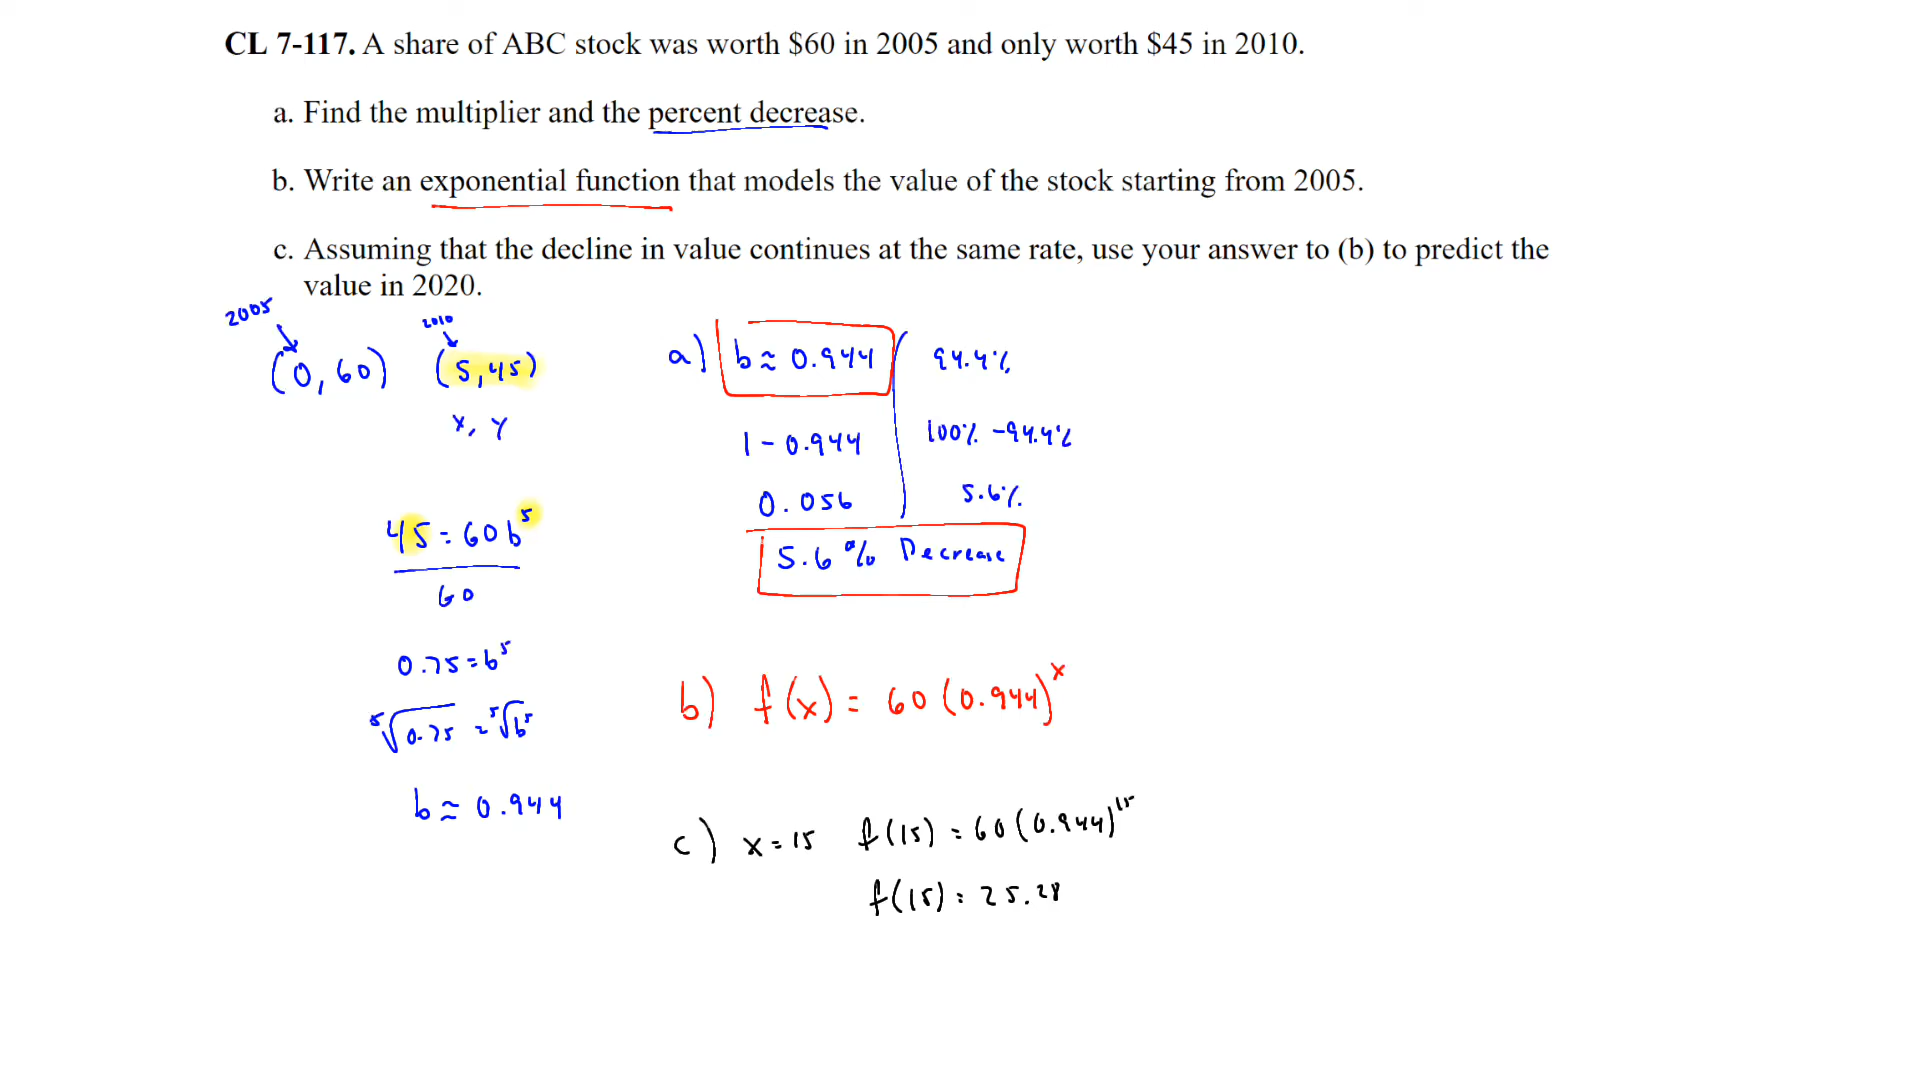 CL 7-117. A share of ABC stock was worth $60 in 2005 and only worth $45 in 2010.
a. Find the multiplier and the percent decrease.
b. Write an exponential function that models the value of the stock starting from 2005.
c. Assuming that the decline in value continues at the same rate, use your answer to (b) to predict the
value in 2020.
2005
2010
(0, 60) (5, 45)
x, y
45 = 60b⁵
60
0.75 = b⁵
⁵√0.75 = ⁵√b⁵
b ≈ 0.944
a) b ≈ 0.944 94.4%
1 - 0.944 100% - 94.4%
0.056 5.6%
5.6% Decrease
b) f(x) = 60(0.944)ˣ
c) x = 15 f(15) = 60(0.944)¹⁵
f(15) = 25.28